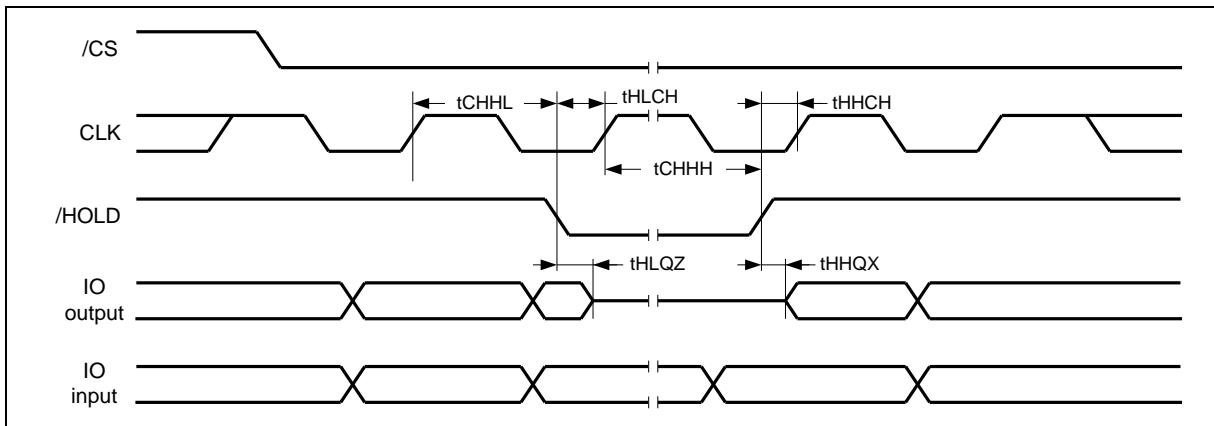 /CS
tCHHL
tHLCH
tHHCH
CLK
tCHHH
/HOLD
tHLQZ
tHHQX
IO
output
IO
input